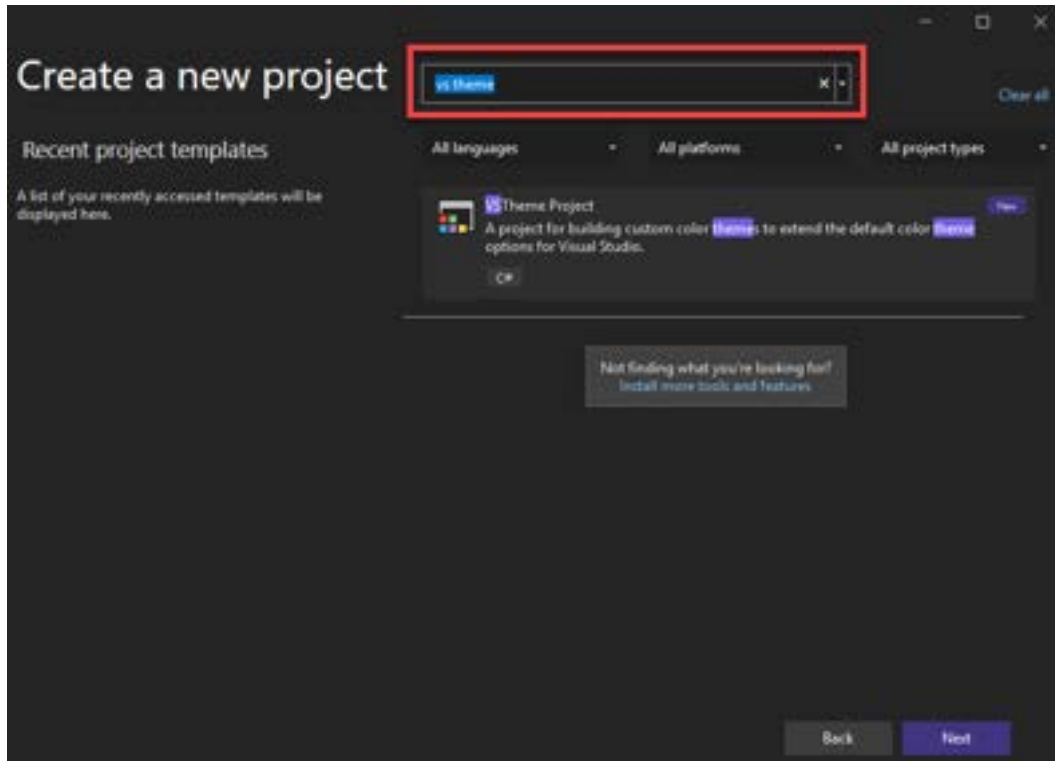 Create a new project
vs theme
Clear all
Recent project templates
All languages
All platforms
All project types
A list of your recently accessed templates will be
displayed here.
VSTheme Project
New
A project for building custom color themes to extend the default color theme
options for Visual Studio.
C#
Not finding what you're looking for?
Install more tools and features
Back
Next